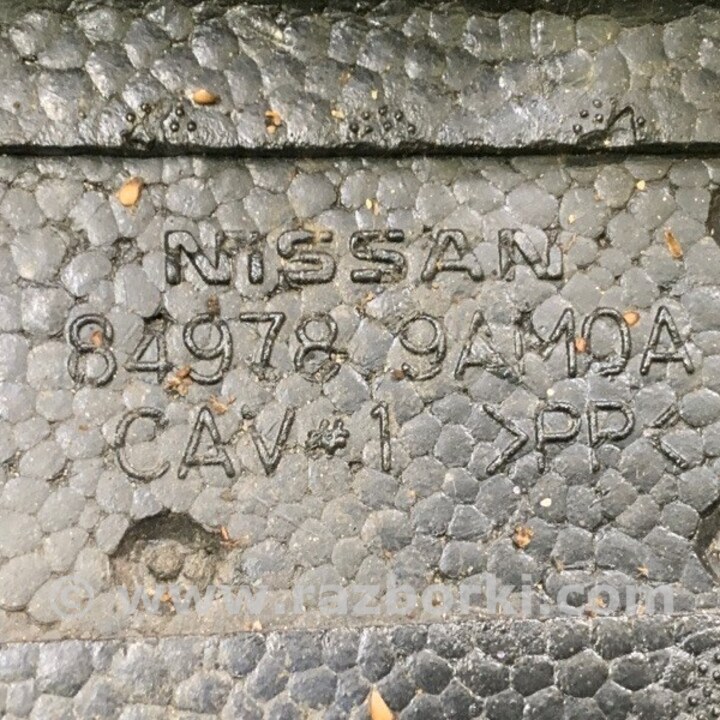 NISSAN
84978 9AM0A
CAV#1 >PP<
© www.razborki.com